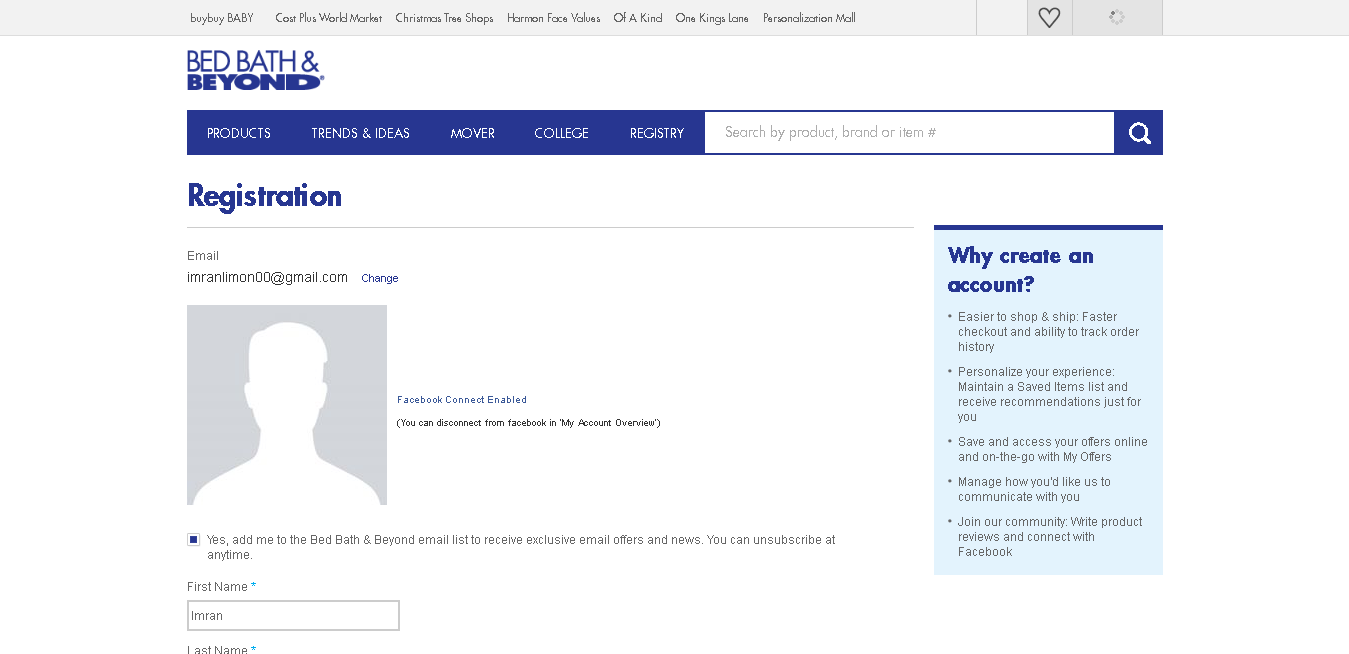 buybuy BABY Cost Plus World Market Christmas Tree Shops Harmon Face Values Of A Kind One Kings Lane Personalization Mall
BED BATH &
BEYOND®
PRODUCTS TRENDS & IDEAS MOVER COLLEGE REGISTRY Search by product, brand or item #
Registration
Email
imranlimon00@gmail.com Change
Facebook Connect Enabled
(You can disconnect from facebook in 'My Account Overview')
Yes, add me to the Bed Bath & Beyond email list to receive exclusive email offers and news. You can unsubscribe at
anytime.
First Name *
Imran
Last Name *
Why create an
account?
• Easier to shop & ship: Faster
checkout and ability to track order
history
• Personalize your experience:
Maintain a Saved Items list and
receive recommendations just for
you
• Save and access your offers online
and on-the-go with My Offers
• Manage how you'd like us to
communicate with you
• Join our community: Write product
reviews and connect with
Facebook